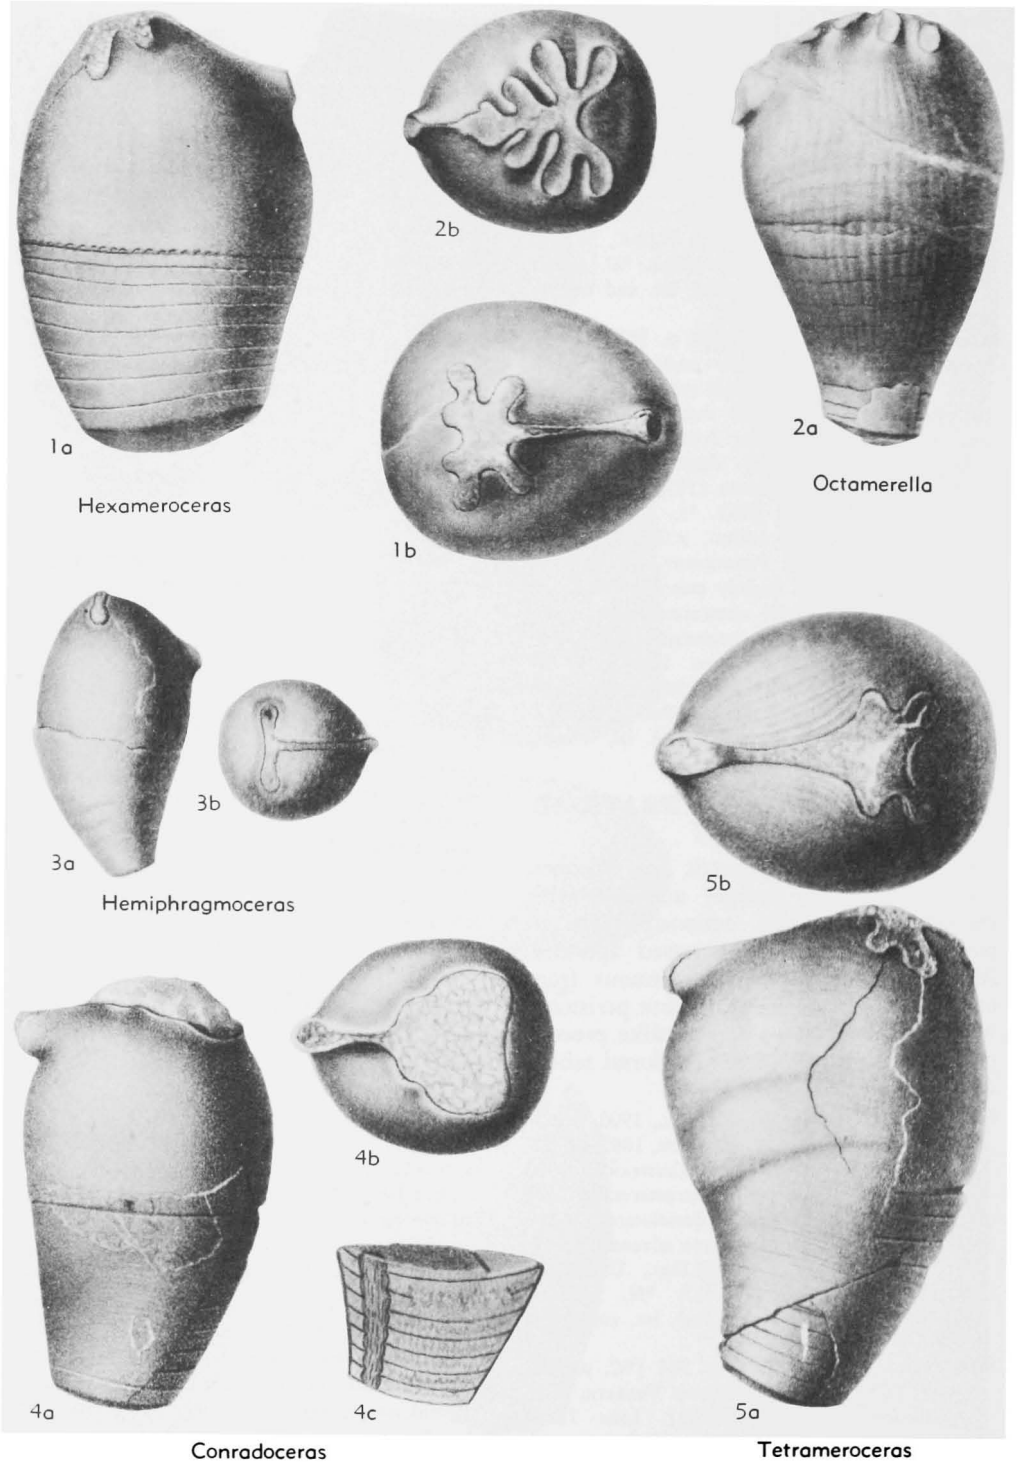 2b
1a
2a
Hexameroceras
Octamerella
1b
3b
3a
5b
Hemiphragmoceras
4b
4a
4c
5a
Conradoceras
Tetrameroceras